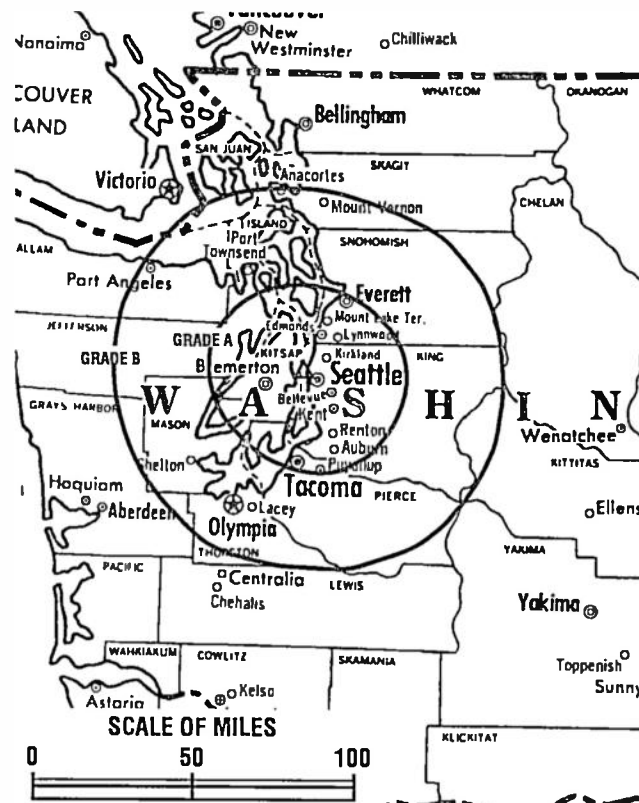 Vancouver
New
Westminster
Nanaimo
Chilliwack
COUVER
LAND
WHATCOM
OKANOGAN
Bellingham
SAN JUAN
SKAGIT
Victoria
Anacortes
Mount Vernon
CHELAN
ISLAND
Port
Townsend
SNOHOMISH
ALLAM
Port Angeles
Everett
Mount Lake Ter.
JEFFERSON
GRADE A
Edmonds
Lynnwood
GRADE B
KITSAP
Kirkland
KING
Bremerton
Seattle
W A S H I N
Bellevue
Kent
GRAYS HARBOR
MASON
Renton
Wenatchee
Auburn
KITTITAS
Shelton
Puyallup
Tacoma
PIERCE
Hoquiam
Aberdeen
Lacey
Olympia
Ellens
THURSTON
YAKIMA
PACIFIC
Centralia
LEWIS
Chehalis
Yakima
WAHKIAKUM
COWLITZ
SKAMANIA
Toppenish
Sunny
Astoria
Kelso
SCALE OF MILES
KLICKITAT
0 50 100